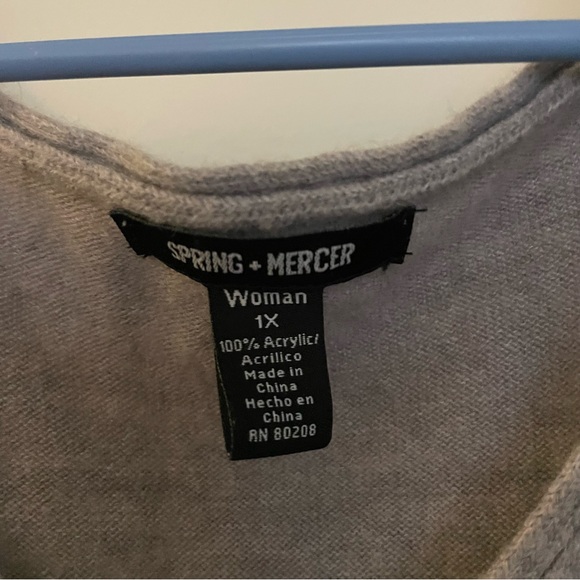 SPRING + MERCER
Woman
1X
100% Acrylic/
Acrilico
Made in
China
Hecho en
China
RN 80208